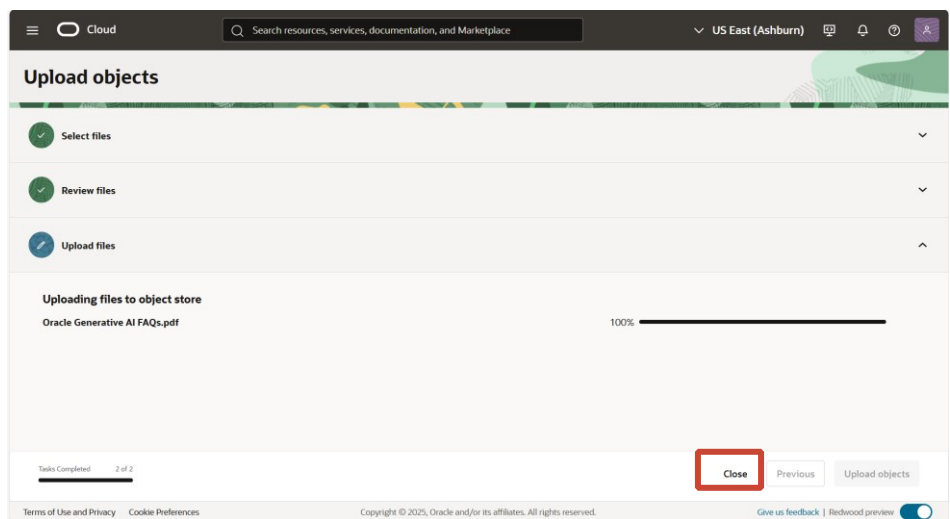 Cloud
Search resources, services, documentation, and Marketplace
US East (Ashburn)
Upload objects
Select files
Review files
Upload files
Uploading files to object store
Oracle Generative AI FAQs.pdf
100%
Tasks Completed 2 of 2
Close
Previous
Upload objects
Terms of Use and Privacy Cookie Preferences
Copyright © 2025, Oracle and/or its affiliates. All rights reserved.
Give us feedback | Redwood preview